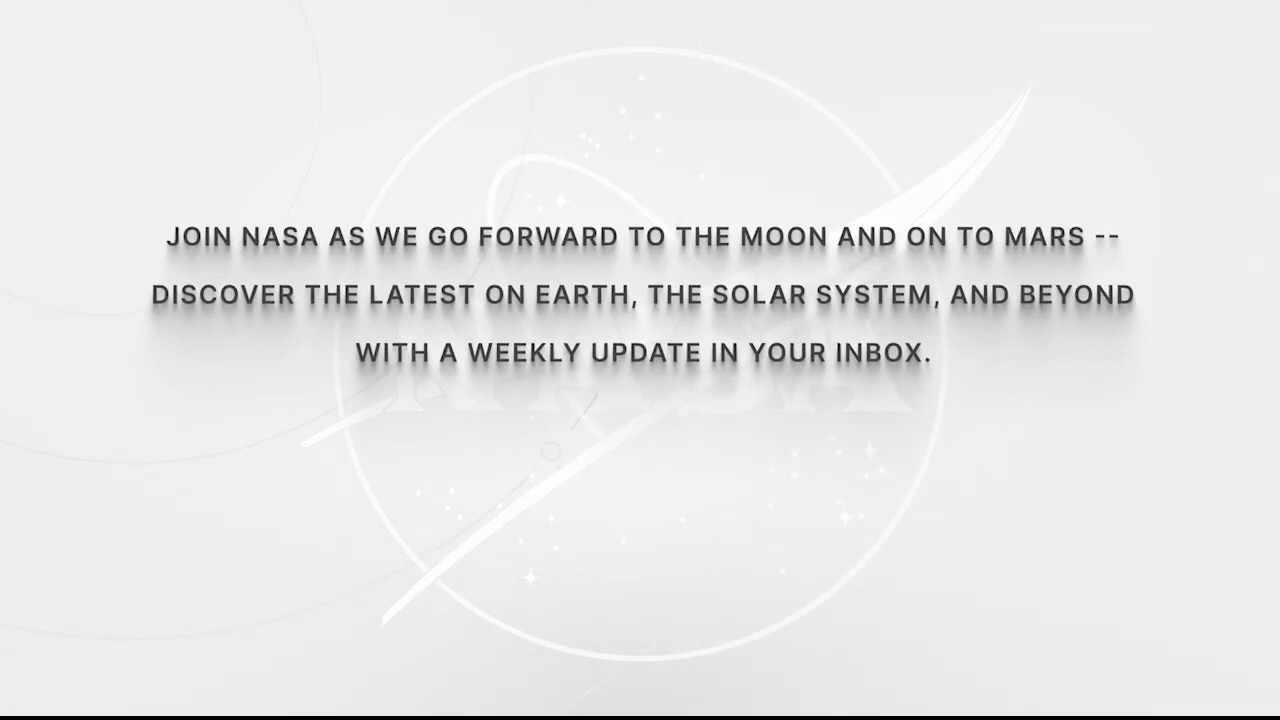 JOIN NASA AS WE GO FORWARD TO THE MOON AND ON TO MARS --
DISCOVER THE LATEST ON EARTH, THE SOLAR SYSTEM, AND BEYOND
WITH A WEEKLY UPDATE IN YOUR INBOX.
NASA